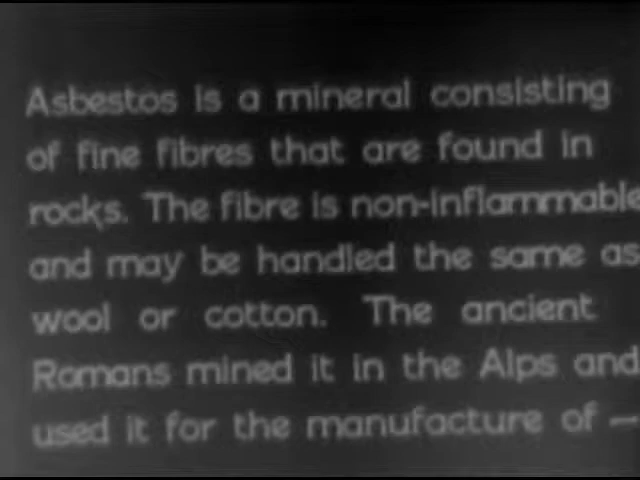 Asbestos is a mineral consisting
of fine fibres that are found in
rocks. The fibre is non-inflammable
and may be handled the same as
wool or cotton. The ancient
Romans mined it in the Alps and
used it for the manufacture of —